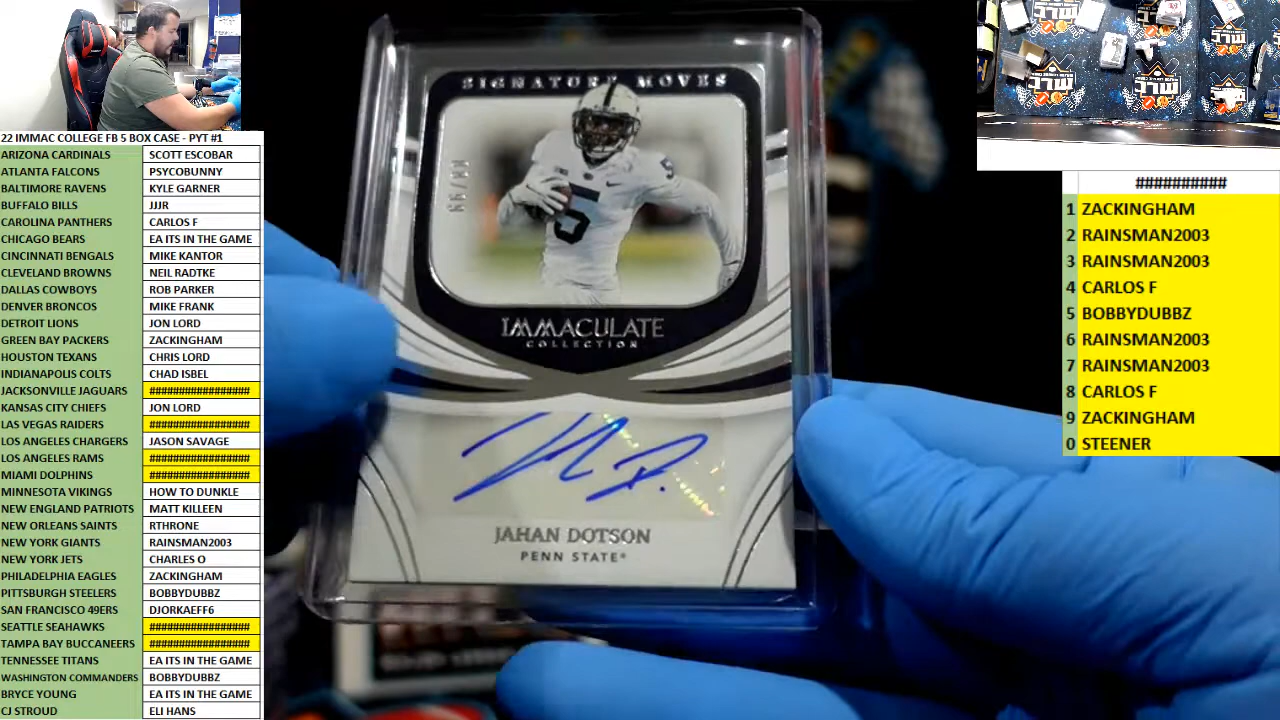 22 IMMAC COLLEGE FB 5 BOX CASE - PYT #1
ARIZONA CARDINALS SCOTT ESCOBAR
ATLANTA FALCONS PSYCOBUNNY
BALTIMORE RAVENS KYLE GARNER
BUFFALO BILLS JJJR
CAROLINA PANTHERS CARLOS F
CHICAGO BEARS EA ITS IN THE GAME
CINCINNATI BENGALS MIKE KANTOR
CLEVELAND BROWNS NEIL RADTKE
DALLAS COWBOYS ROB PARKER
DENVER BRONCOS MIKE FRANK
DETROIT LIONS JON LORD
GREEN BAY PACKERS ZACKINGHAM
HOUSTON TEXANS CHRIS LORD
INDIANAPOLIS COLTS CHAD ISBEL
JACKSONVILLE JAGUARS #################
KANSAS CITY CHIEFS JON LORD
LAS VEGAS RAIDERS #################
LOS ANGELES CHARGERS JASON SAVAGE
LOS ANGELES RAMS #################
MIAMI DOLPHINS #################
MINNESOTA VIKINGS HOW TO DUNKLE
NEW ENGLAND PATRIOTS MATT KILLEEN
NEW ORLEANS SAINTS RTHRONE
NEW YORK GIANTS RAINSMAN2003
NEW YORK JETS CHARLES O
PHILADELPHIA EAGLES ZACKINGHAM
PITTSBURGH STEELERS BOBBYDUBBZ
SAN FRANCISCO 49ERS DJORKAEFF6
SEATTLE SEAHAWKS #################
TAMPA BAY BUCCANEERS #################
TENNESSEE TITANS EA ITS IN THE GAME
WASHINGTON COMMANDERS BOBBYDUBBZ
BRYCE YOUNG EA ITS IN THE GAME
CJ STROUD ELI HANS
SIGNATURE MOVES
5
IMMACULATE
COLLECTION
JAHAN DOTSON
PENN STATE®
##########
1 ZACKINGHAM
2 RAINSMAN2003
3 RAINSMAN2003
4 CARLOS F
5 BOBBYDUBBZ
6 RAINSMAN2003
7 RAINSMAN2003
8 CARLOS F
9 ZACKINGHAM
0 STEENER